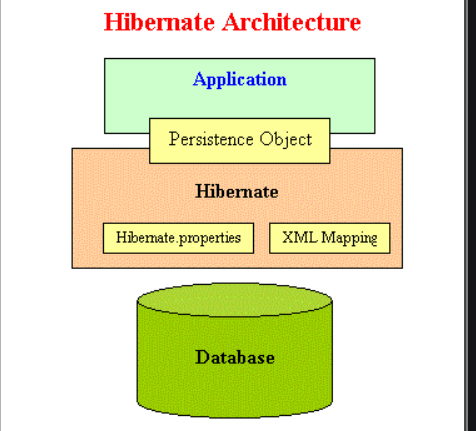 Hibernate Architecture
Application
Persistence Object
Hibernate
Hibernate.properties
XML Mapping
Database